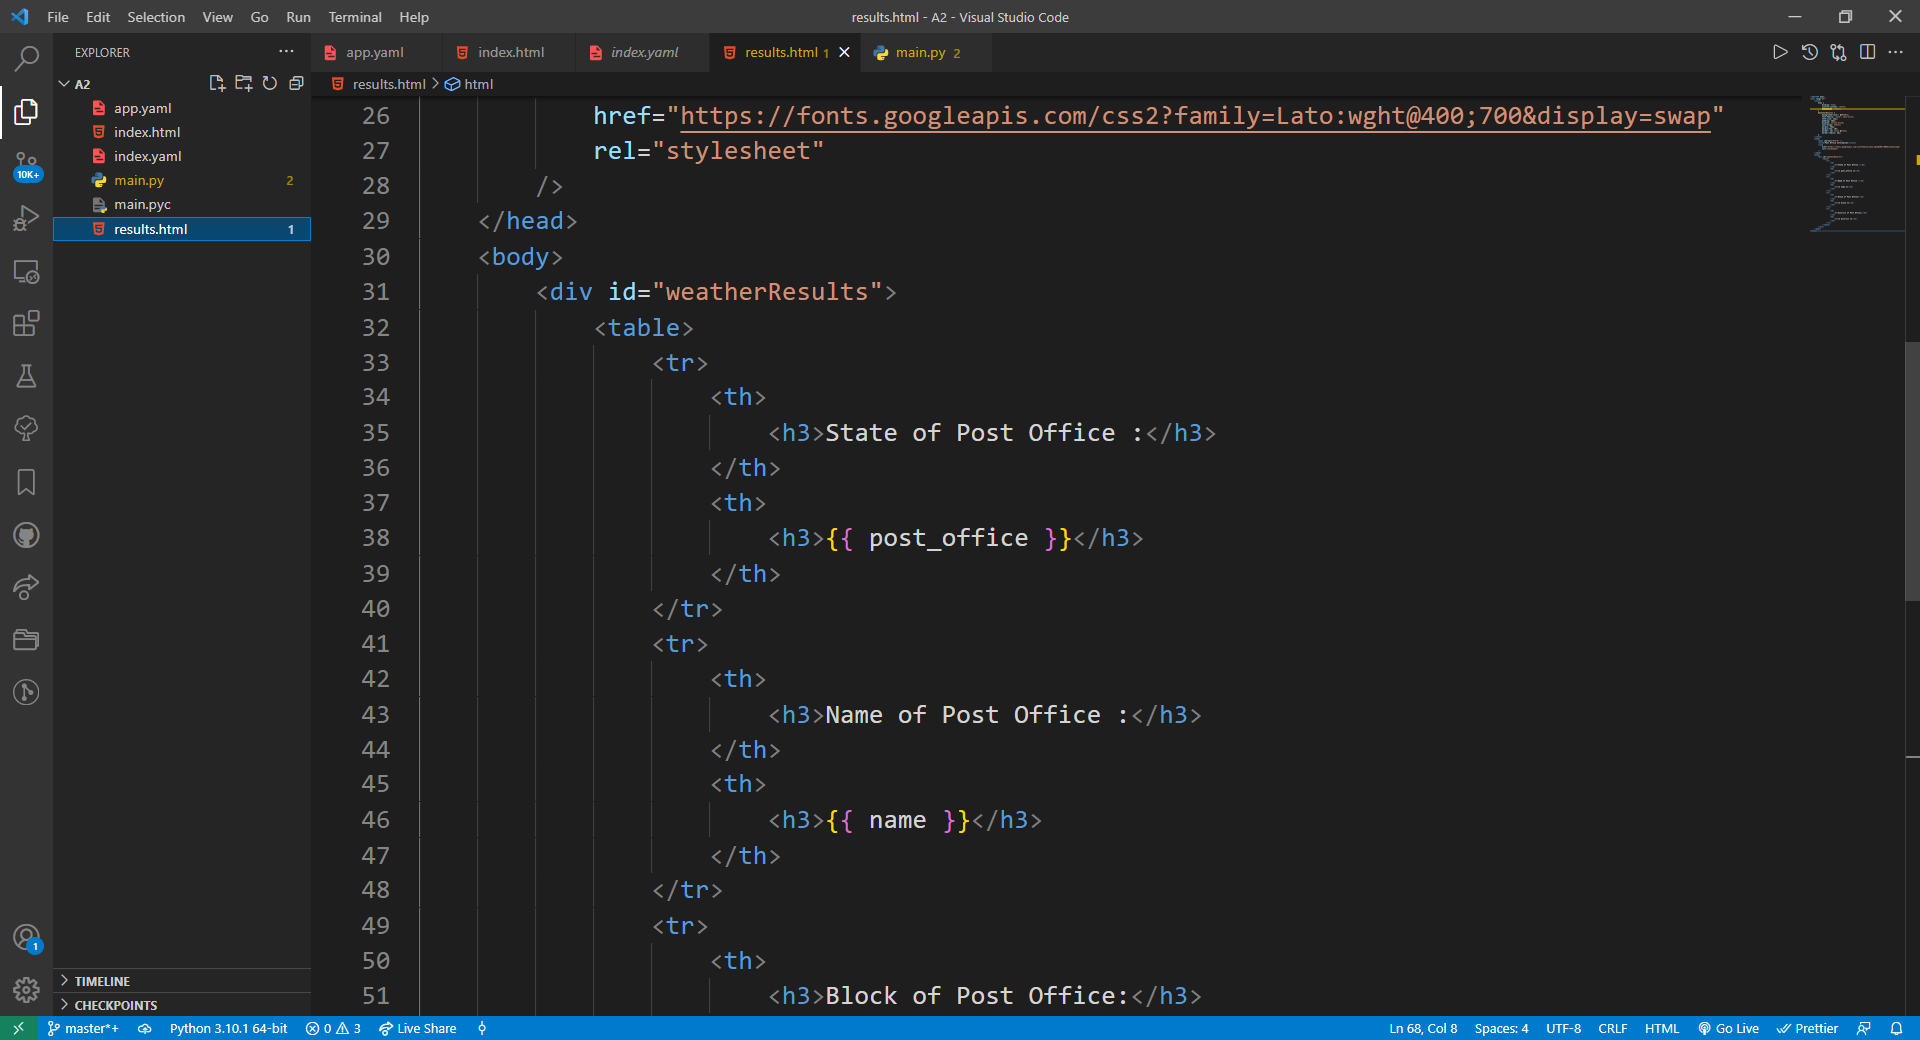 File Edit Selection View Go Run Terminal Help
results.html - A2 - Visual Studio Code
EXPLORER
A2
app.yaml
index.html
index.yaml
main.py 2
main.pyc
results.html 1
TIMELINE
CHECKPOINTS
10K+
1
app.yaml index.html index.yaml results.html 1 main.py 2
results.html > html
26 href="https://fonts.googleapis.com/css2?family=Lato:wght@400;700&display=swap"
27 rel="stylesheet"
28 />
29 </head>
30 <body>
31 <div id="weatherResults">
32 <table>
33 <tr>
34 <th>
35 <h3>State of Post Office :</h3>
36 </th>
37 <th>
38 <h3>{{ post_office }}</h3>
39 </th>
40 </tr>
41 <tr>
42 <th>
43 <h3>Name of Post Office :</h3>
44 </th>
45 <th>
46 <h3>{{ name }}</h3>
47 </th>
48 </tr>
49 <tr>
50 <th>
51 <h3>Block of Post Office:</h3>
master*+ Python 3.10.1 64-bit 0 3 Live Share Ln 68, Col 8 Spaces: 4 UTF-8 CRLF HTML Go Live Prettier